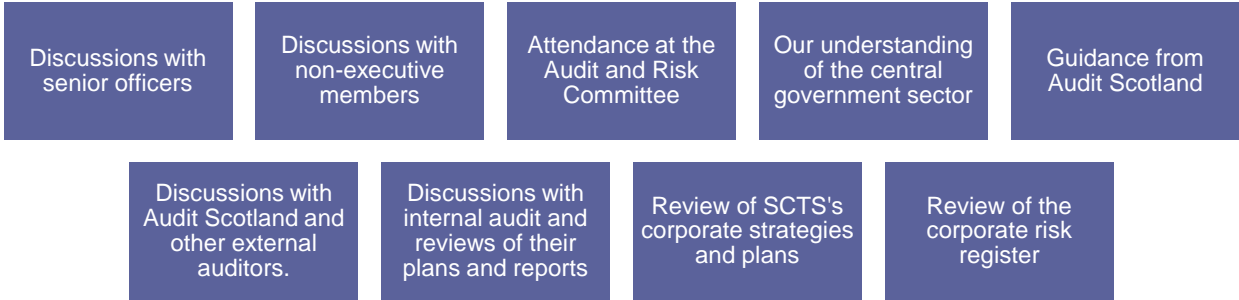 Discussions with
senior officers
Discussions with
non-executive
members
Attendance at the
Audit and Risk
Committee
Our understanding
of the central
government sector
Guidance from
Audit Scotland
Discussions with
Audit Scotland and
other external
auditors.
Discussions with
internal audit and
reviews of their
plans and reports
Review of SCTS's
corporate strategies
and plans
Review of the
corporate risk
register